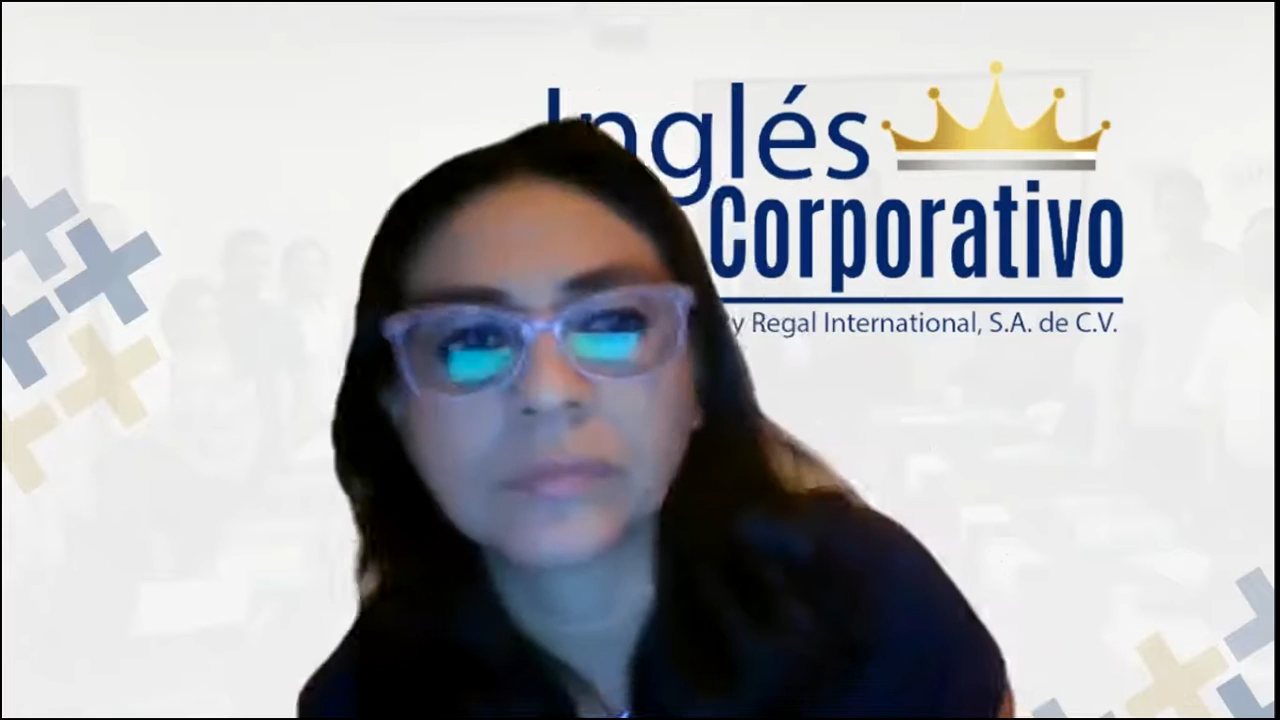 Inglés
Corporativo
y Regal International, S.A. de C.V.